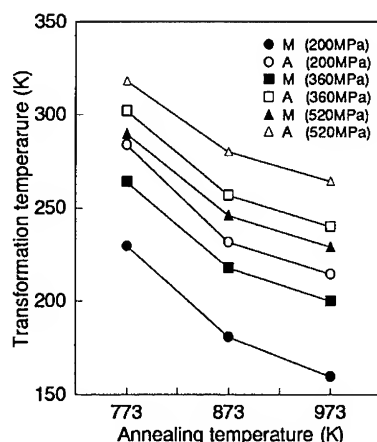 350
300
250
200
150
Transformation temperarure (K)
M (200MPa)
A (200MPa)
M (360MPa)
A (360MPa)
M (520MPa)
A (520MPa)
773 873 973
Annealing temperature (K)